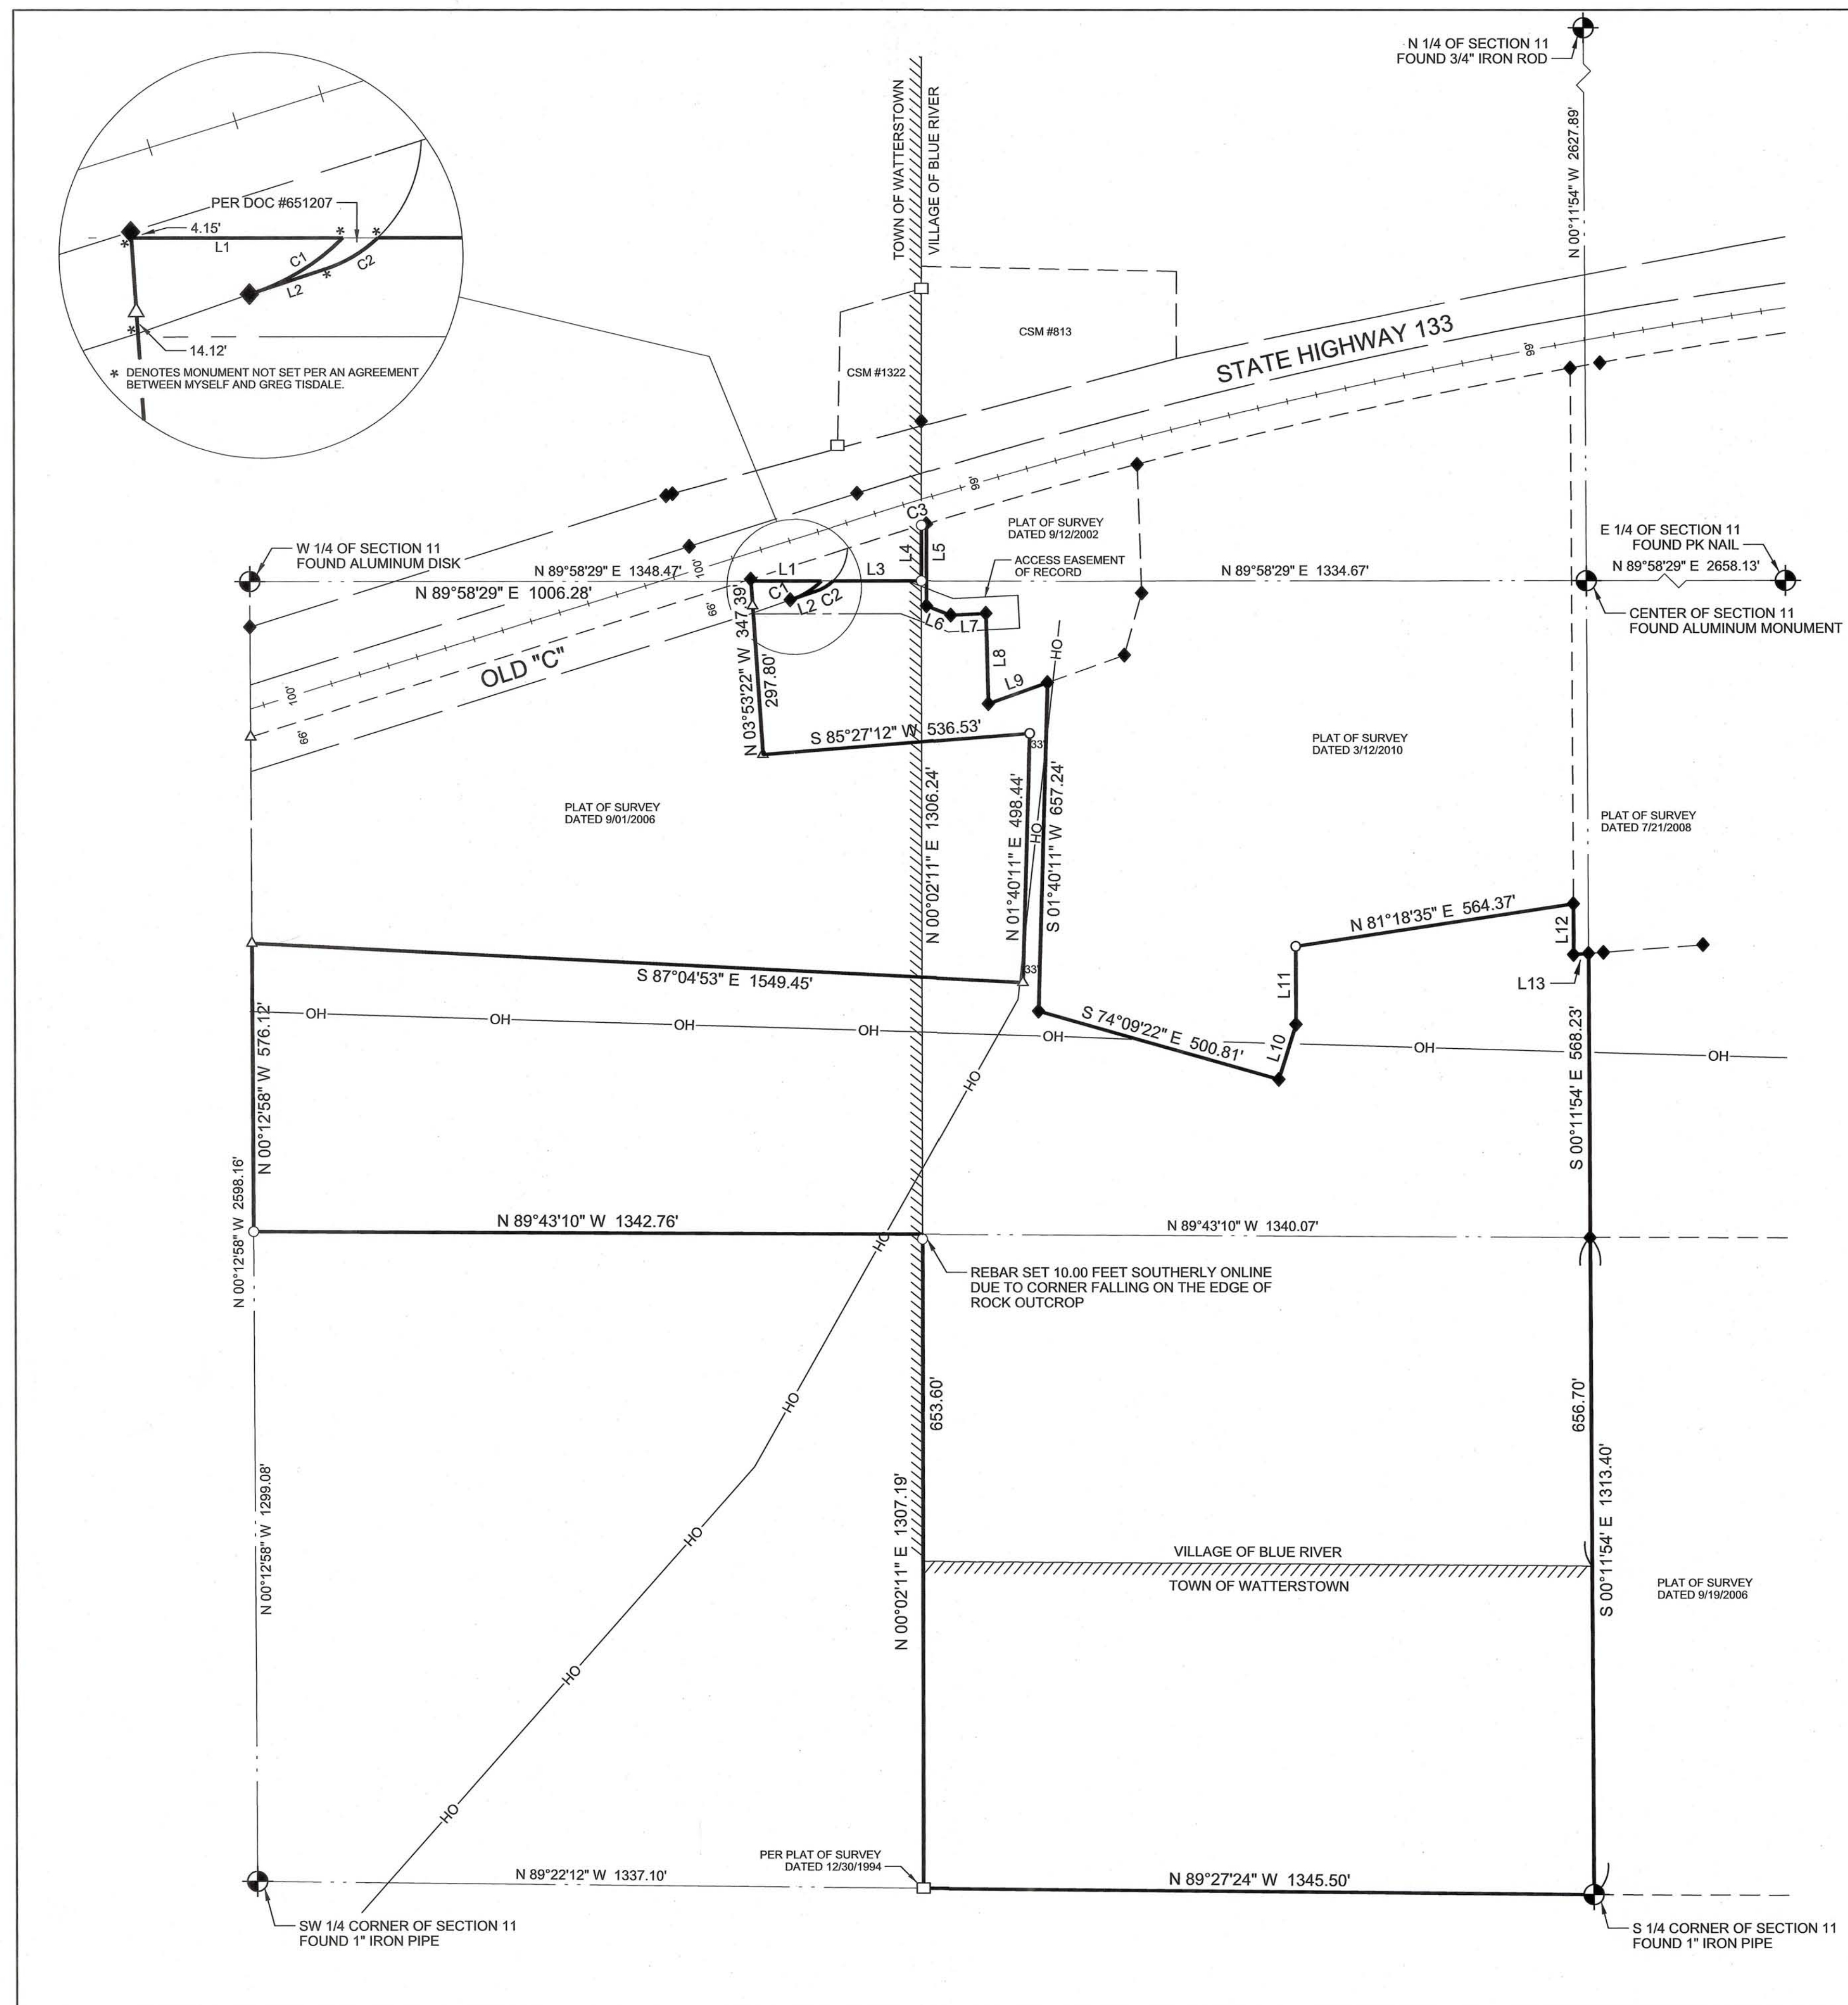 N 1/4 OF SECTION 11
FOUND 3/4" IRON ROD
N 00°11'54" W 2627.89'
TOWN OF WATTERSTOWN
VILLAGE OF BLUE RIVER
PER DOC #651207
4.15'
L1
C1
C2
L2
14.12'
* DENOTES MONUMENT NOT SET PER AN AGREEMENT
BETWEEN MYSELF AND GREG TISDALE.
CSM #813
CSM #1322
STATE HIGHWAY 133
66'
66'
C3
PLAT OF SURVEY
DATED 9/12/2002
ACCESS EASEMENT
OF RECORD
W 1/4 OF SECTION 11
FOUND ALUMINUM DISK
E 1/4 OF SECTION 11
FOUND PK NAIL
N 89°58'29" E 1348.47'
N 89°58'29" E 1006.28'
100'
L1
L3
L4
L5
C1
L2
C2
66'
N 89°58'29" E 1334.67'
N 89°58'29" E 2658.13'
CENTER OF SECTION 11
FOUND ALUMINUM MONUMENT
L6
L7
L8
L9
OLD "C"
100'
66'
N 03°53'22" W 347.39'
297.80'
HO
S 85°27'12" W 536.53'
33'
PLAT OF SURVEY
DATED 3/12/2010
PLAT OF SURVEY
DATED 9/01/2006
PLAT OF SURVEY
DATED 7/21/2008
N 00°02'11" E 1306.24'
N 01°40'11" E 498.44'
HO
S 01°40'11" W 657.24'
33'
N 81°18'35" E 564.37'
L12
L13
L11
L10
S 87°04'53" E 1549.45'
S 74°09'22" E 500.81'
OH
OH
OH
OH
OH
OH
OH
HO
N 00°12'58" W 576.12'
S 00°11'54' E 568.23'
N 00°12'58" W 2598.16'
N 89°43'10" W 1342.76'
N 89°43'10" W 1340.07'
HO
REBAR SET 10.00 FEET SOUTHERLY ONLINE
DUE TO CORNER FALLING ON THE EDGE OF
ROCK OUTCROP
HO
653.60'
656.70'
N 00°12'58" W 1299.08'
N 00°02'11" E 1307.19'
S 00°11'54' E 1313.40'
HO
VILLAGE OF BLUE RIVER
TOWN OF WATTERSTOWN
PLAT OF SURVEY
DATED 9/19/2006
HO
HO
PER PLAT OF SURVEY
DATED 12/30/1994
N 89°22'12" W 1337.10'
N 89°27'24" W 1345.50'
SW 1/4 CORNER OF SECTION 11
FOUND 1" IRON PIPE
S 1/4 CORNER OF SECTION 11
FOUND 1" IRON PIPE